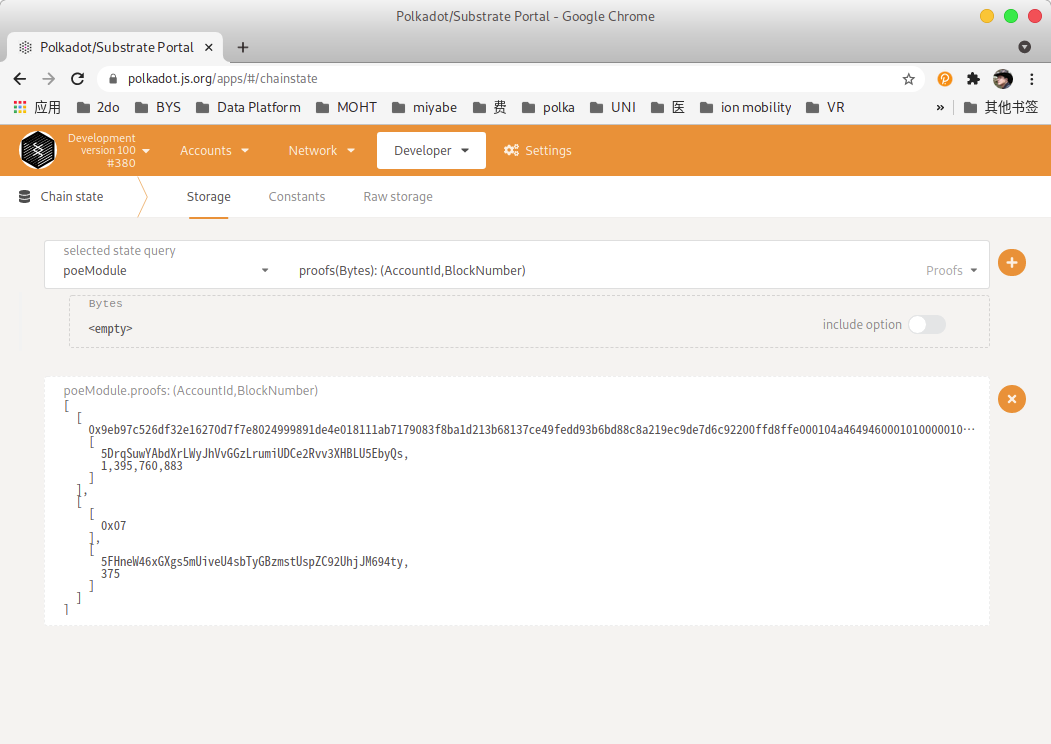 Polkadot/Substrate Portal - Google Chrome
Polkadot/Substrate Portal
polkadot.js.org/apps/#/chainstate
应用 2do BYS Data Platform MOHT miyabe 费 polka UNI 医 ion mobility VR » 其他书签
Development
version 100
#380
Accounts Network Developer Settings
Chain state Storage Constants Raw storage
selected state query
poeModule proofs(Bytes): (AccountId,BlockNumber) Proofs
Bytes
<empty>
include option
poeModule.proofs: (AccountId,BlockNumber)
[
[
0x9eb97c526df32e16270d7f7e8024999891de4e018111ab7179083f8ba1d213b68137ce49fedd93b6bd88c8a219ec9de7d6c92200ffd8ffe000104a4649460001010000010…
[
5DrqSuwYAbdXrLWyJhVvGGzLrumiUDCe2Rvv3XHBLU5EbyQs,
1,395,760,883
]
],
[
[
0x07
],
[
5FHneW46xGXgs5mUiveU4sbTyGBzmstUspZC92UhjJM694ty,
375
]
]
]